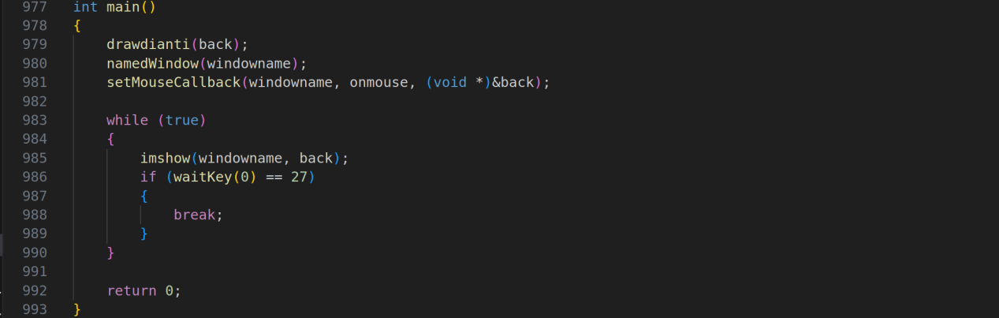 977 int main()
978 {
979     drawdianti(back);
980     namedWindow(windowname);
981     setMouseCallback(windowname, onmouse, (void *)&back);
982
983     while (true)
984     {
985         imshow(windowname, back);
986         if (waitKey(0) == 27)
987         {
988             break;
989         }
990     }
991
992     return 0;
993 }